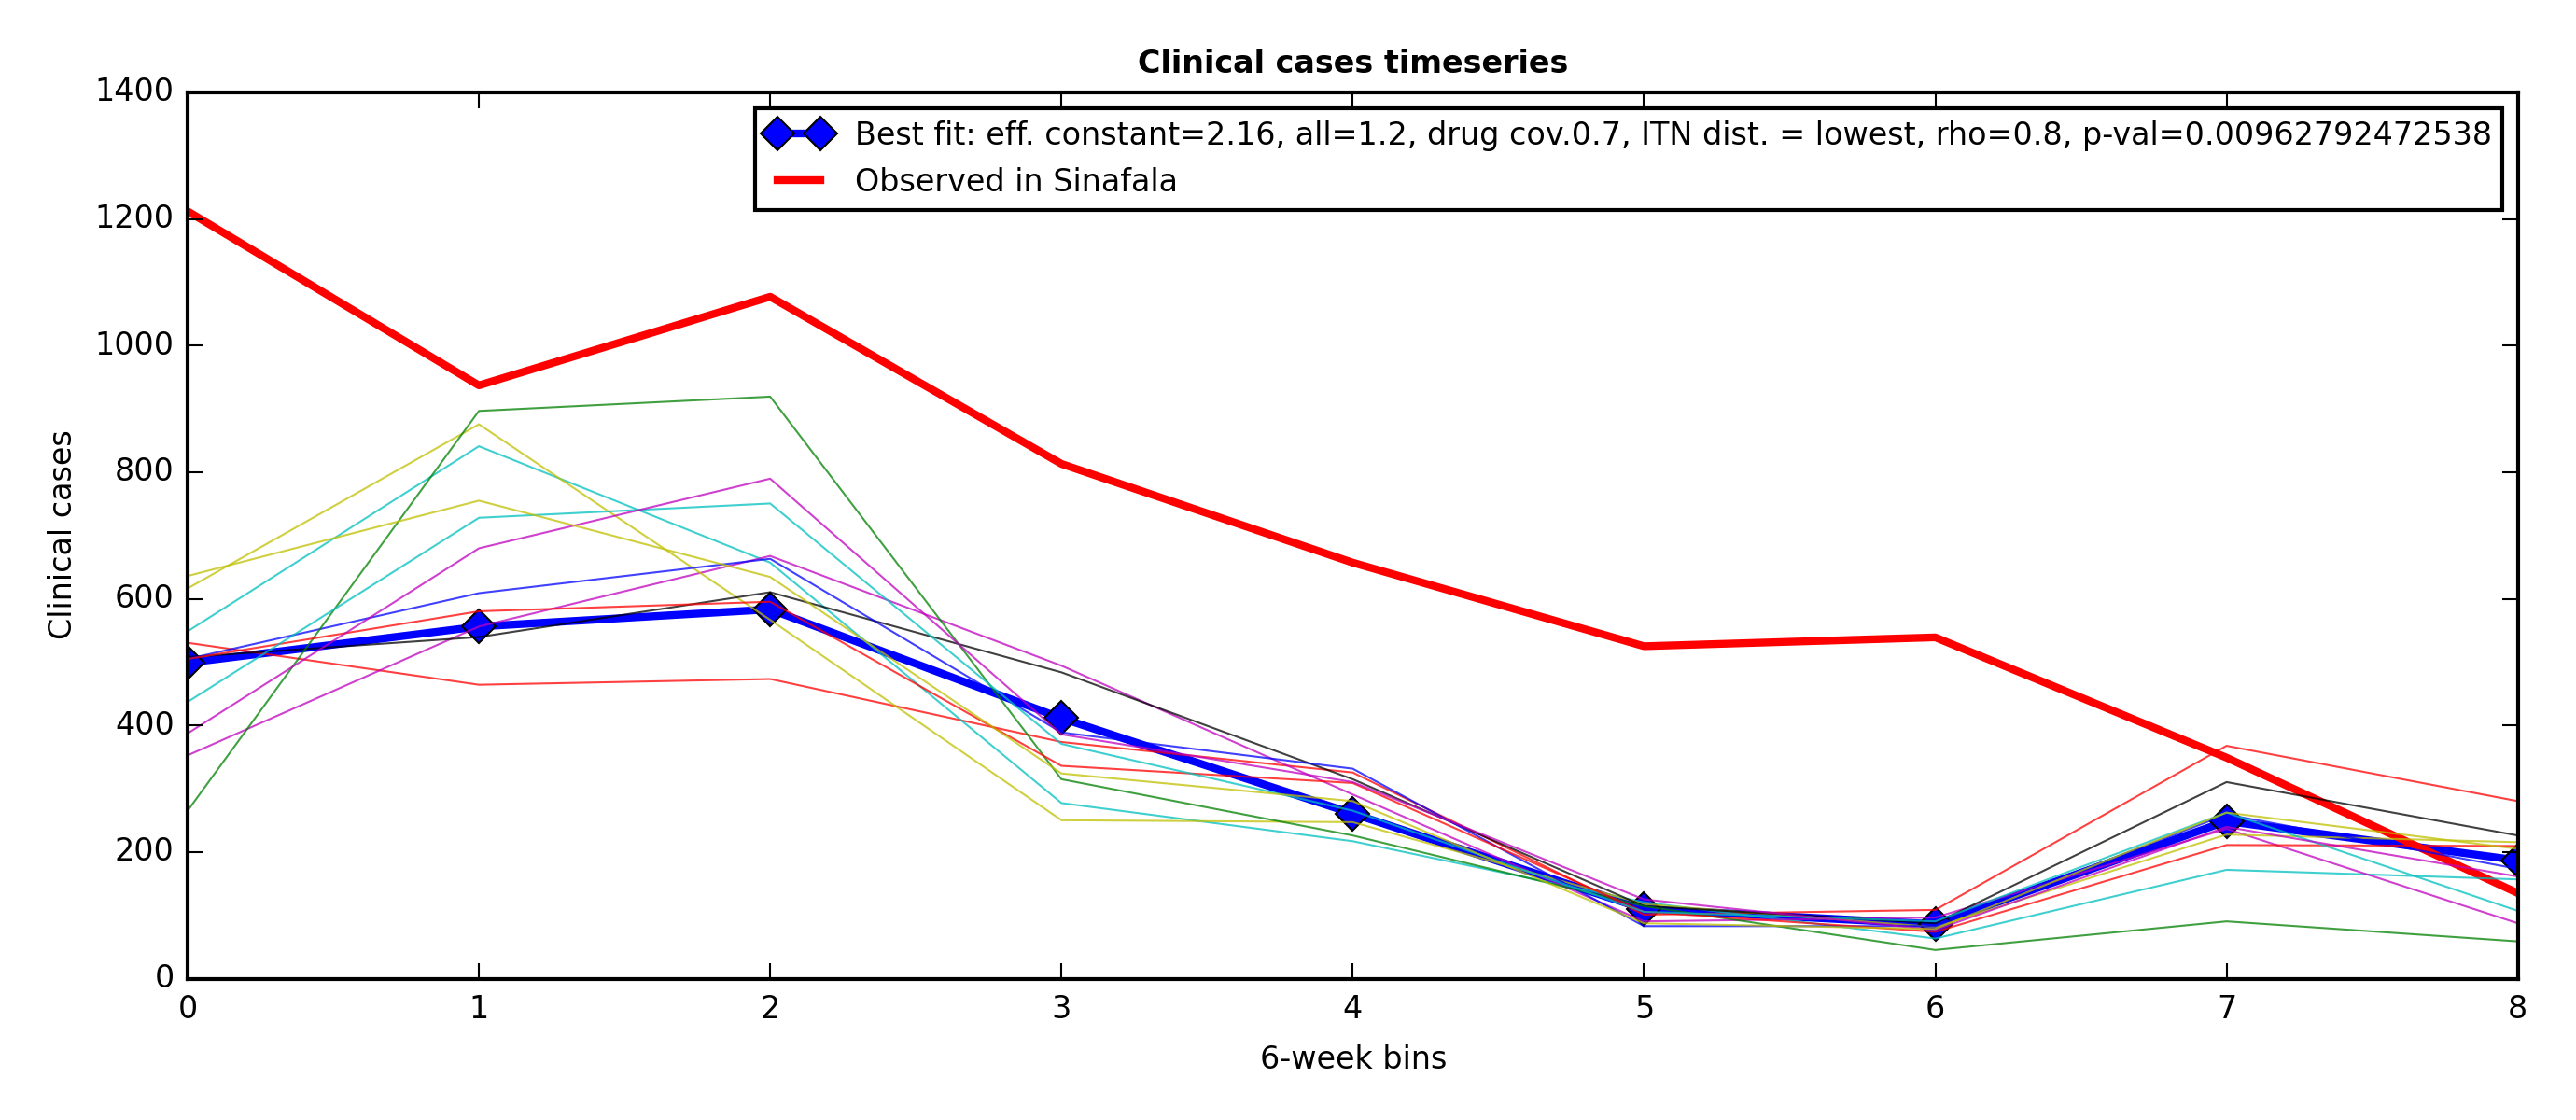 Clinical cases timeseries
1400
1200
1000
800
600
400
200
0
Clinical cases
Best fit: eff. constant=2.16, all=1.2, drug cov.0.7, ITN dist. = lowest, rho=0.8, p-val=0.00962792472538
Observed in Sinafala
0 1 2 3 4 5 6 7 8
6-week bins